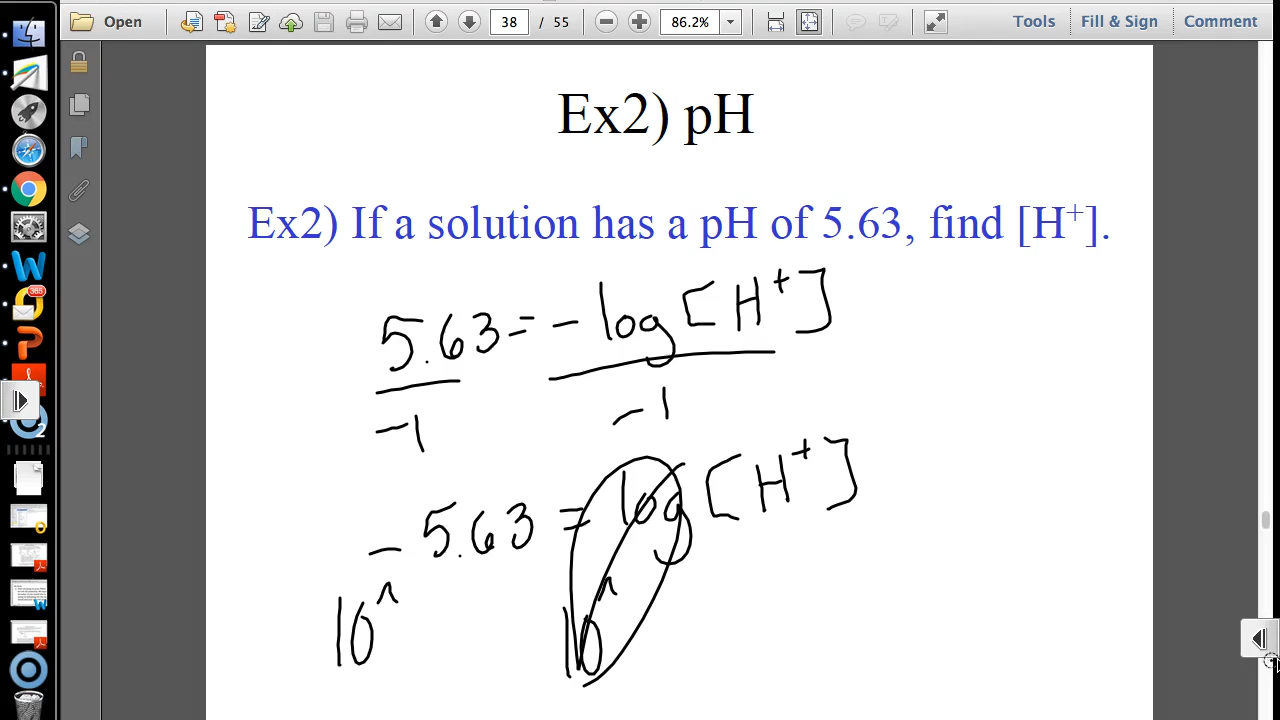 Open 38 / 55 86.2% Tools Fill & Sign Comment
Ex2) pH
Ex2) If a solution has a pH of 5.63, find [H⁺].
5.63 = - log [H⁺]
-1 -1
- 5.63 = log [H⁺]
10^ 10^